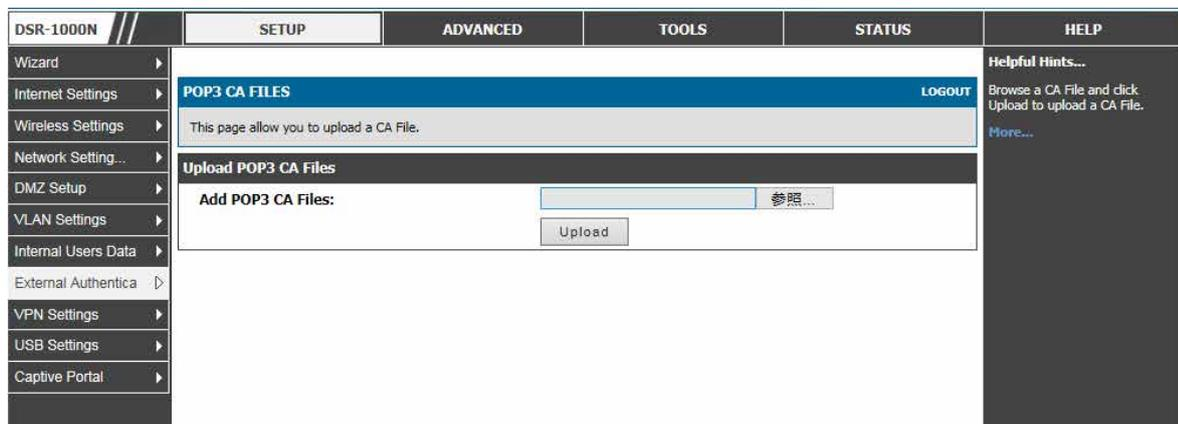 DSR-1000N SETUP ADVANCED TOOLS STATUS HELP
Wizard
Internet Settings
Wireless Settings
Network Setting...
DMZ Setup
VLAN Settings
Internal Users Data
External Authentica
VPN Settings
USB Settings
Captive Portal
POP3 CA FILES LOGOUT
This page allow you to upload a CA File.
Upload POP3 CA Files
Add POP3 CA Files: 参照...
Upload
Helpful Hints...
Browse a CA File and click
Upload to upload a CA File.
More...